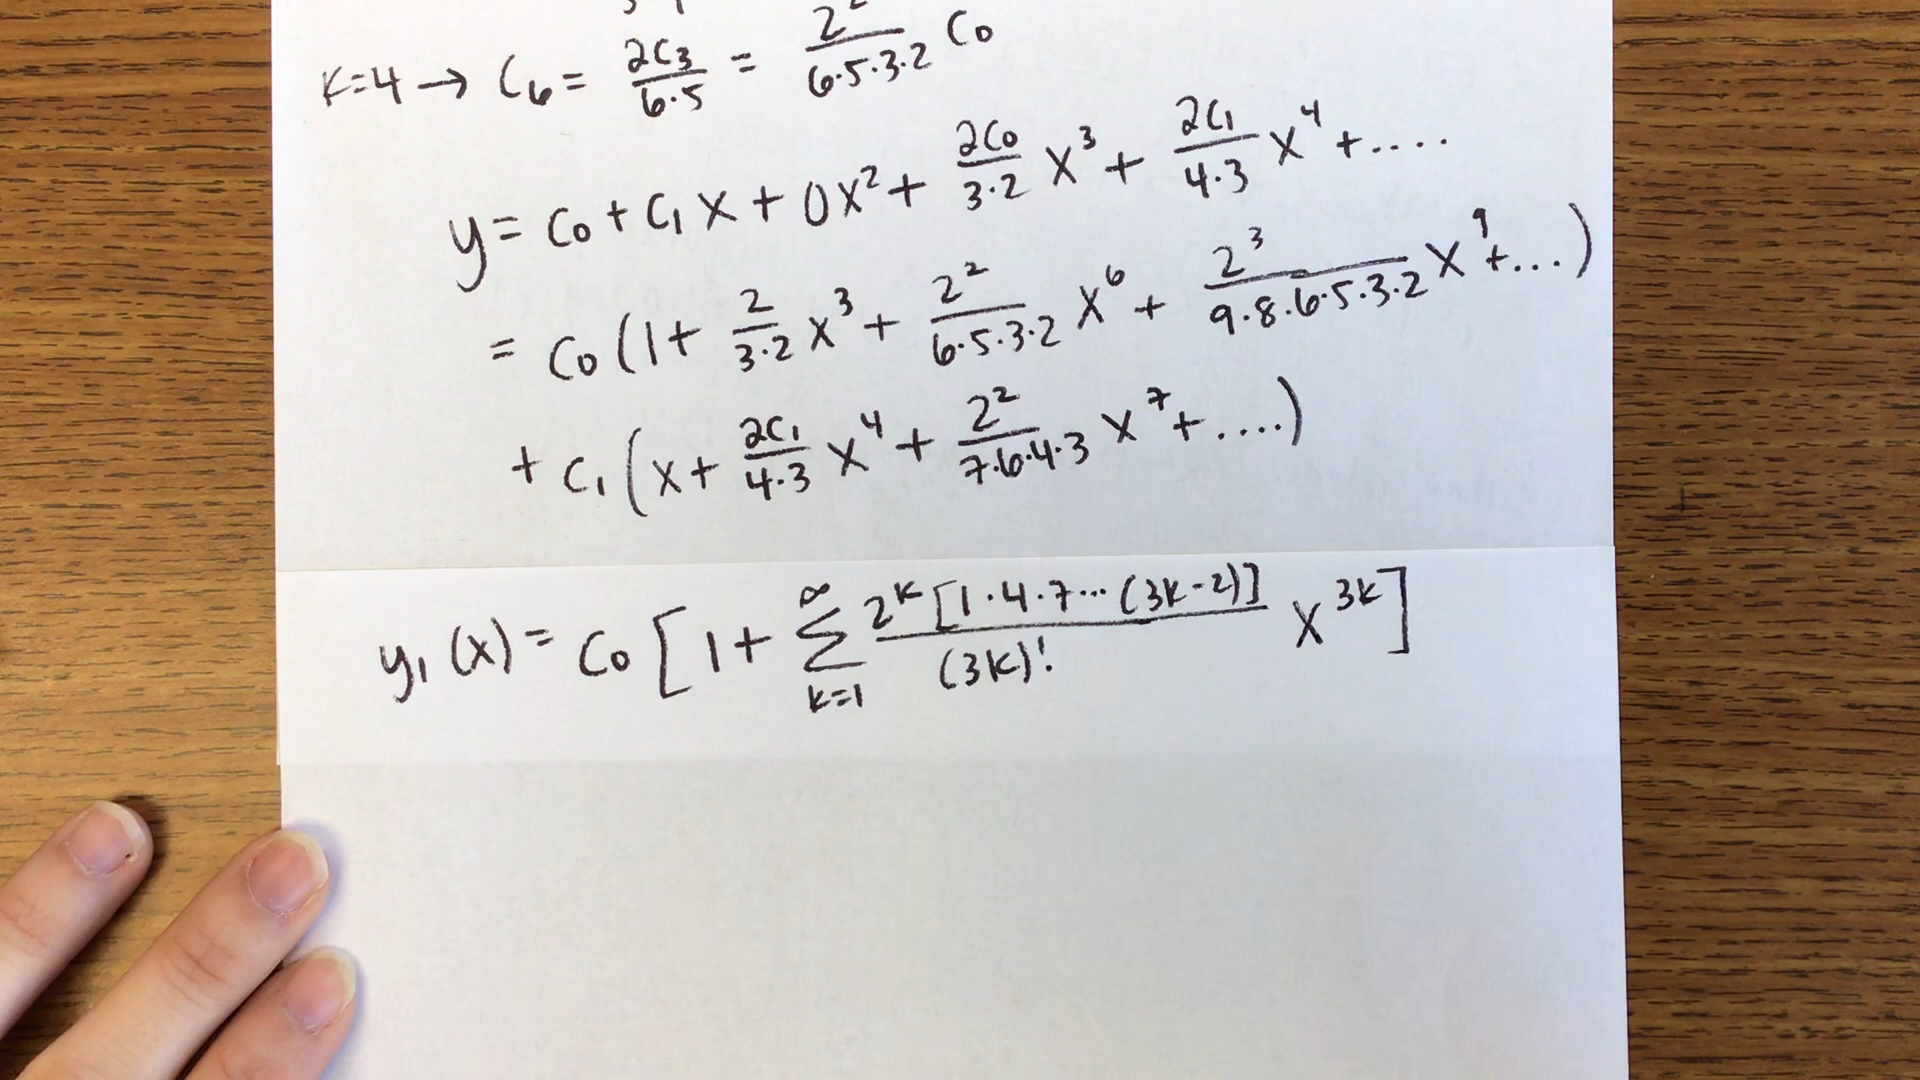 K=4 → C₆ = 2C₃/6·5 = 2²/6·5·3·2 C₀
y = C₀ + C₁X + 0X² + 2C₀/3·2 X³ + 2C₁/4·3 X⁴ + ....
= C₀(1 + 2/3·2 X³ + 2²/6·5·3·2 X⁶ + 2³/9·8·6·5·3·2 X⁹ + ...)
+ C₁(X + 2C₁/4·3 X⁴ + 2²/7·6·4·3 X⁷ + ....)
y₁(x) = C₀[1 + ∞ Σ k=1 2ᴷ[1·4·7···(3K-2)]/(3K)! X³ᴷ]